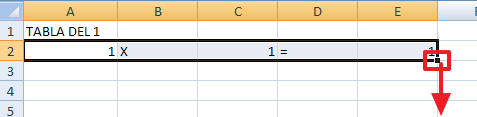 A B C D E
1 TABLA DEL 1
2 1 X 1 = 1
3
4
5